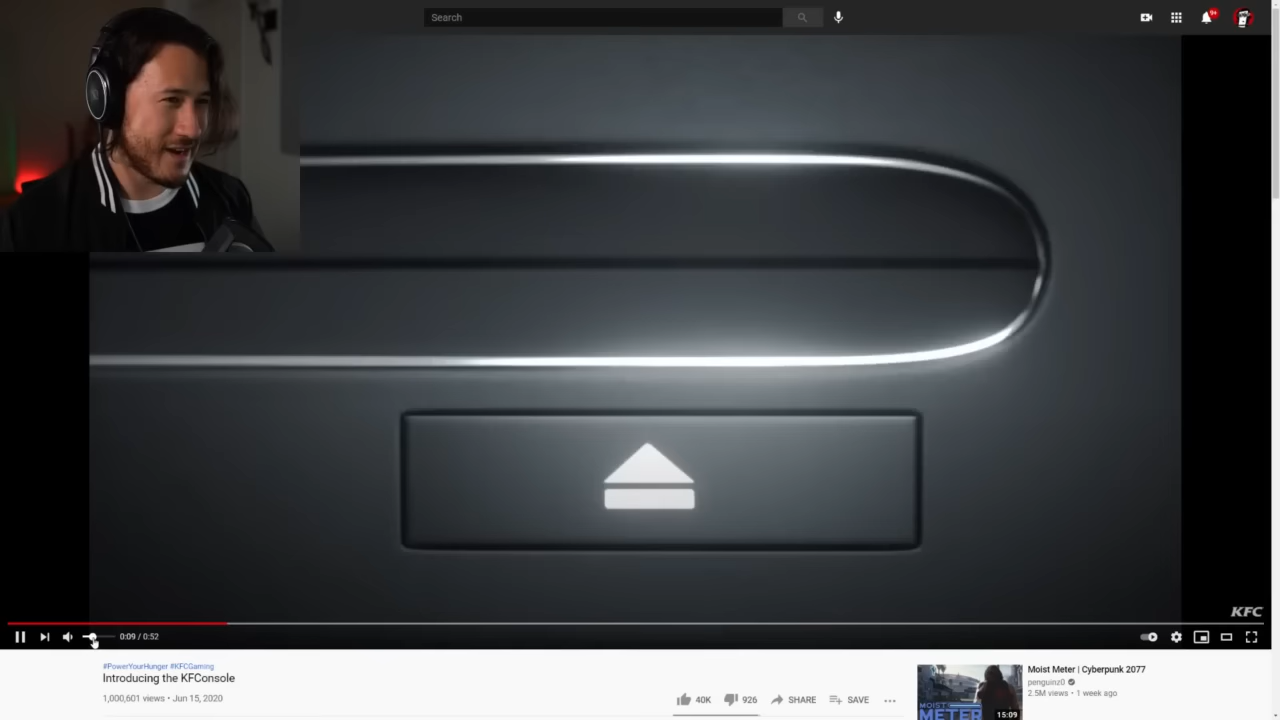 Search
9+
KFC
0:09 / 0:52
#PowerYourHunger #KFCGaming
Introducing the KFConsole
1,000,601 views • Jun 15, 2020
40K
926
SHARE
SAVE
Moist Meter | Cyberpunk 2077
penguinz0
2.5M views • 1 week ago
MOIST
METER
15:09